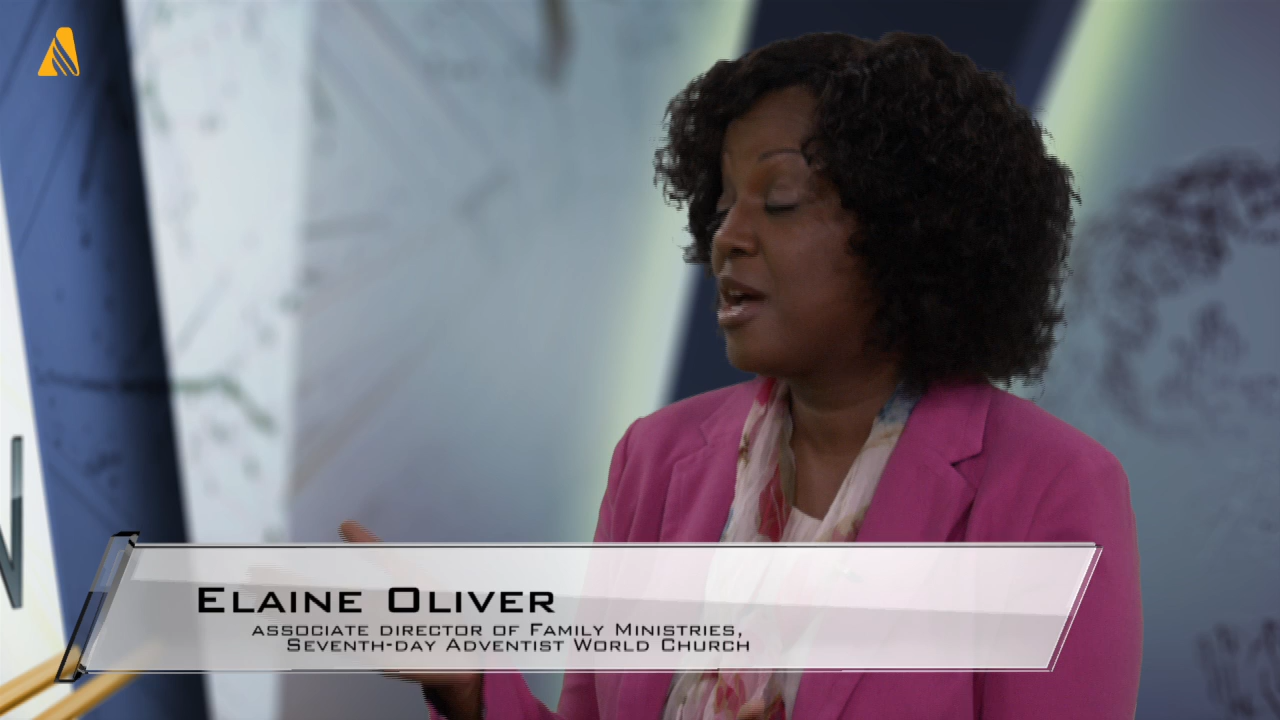 Elaine Oliver
associate director of Family Ministries,
Seventh-day Adventist World Church